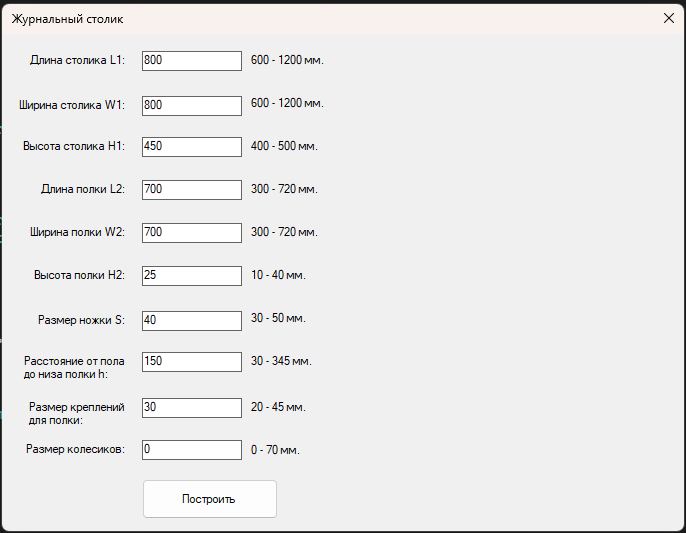 Журнальный столик
Длина столика L1: 800 600 - 1200 мм.
Ширина столика W1: 800 600 - 1200 мм.
Высота столика H1: 450 400 - 500 мм.
Длина полки L2: 700 300 - 720 мм.
Ширина полки W2: 700 300 - 720 мм.
Высота полки H2: 25 10 - 40 мм.
Размер ножки S: 40 30 - 50 мм.
Расстояние от пола 150 30 - 345 мм.
до низа полки h:
Размер креплений 30 20 - 45 мм.
для полки:
Размер колесиков: 0 0 - 70 мм.
Построить